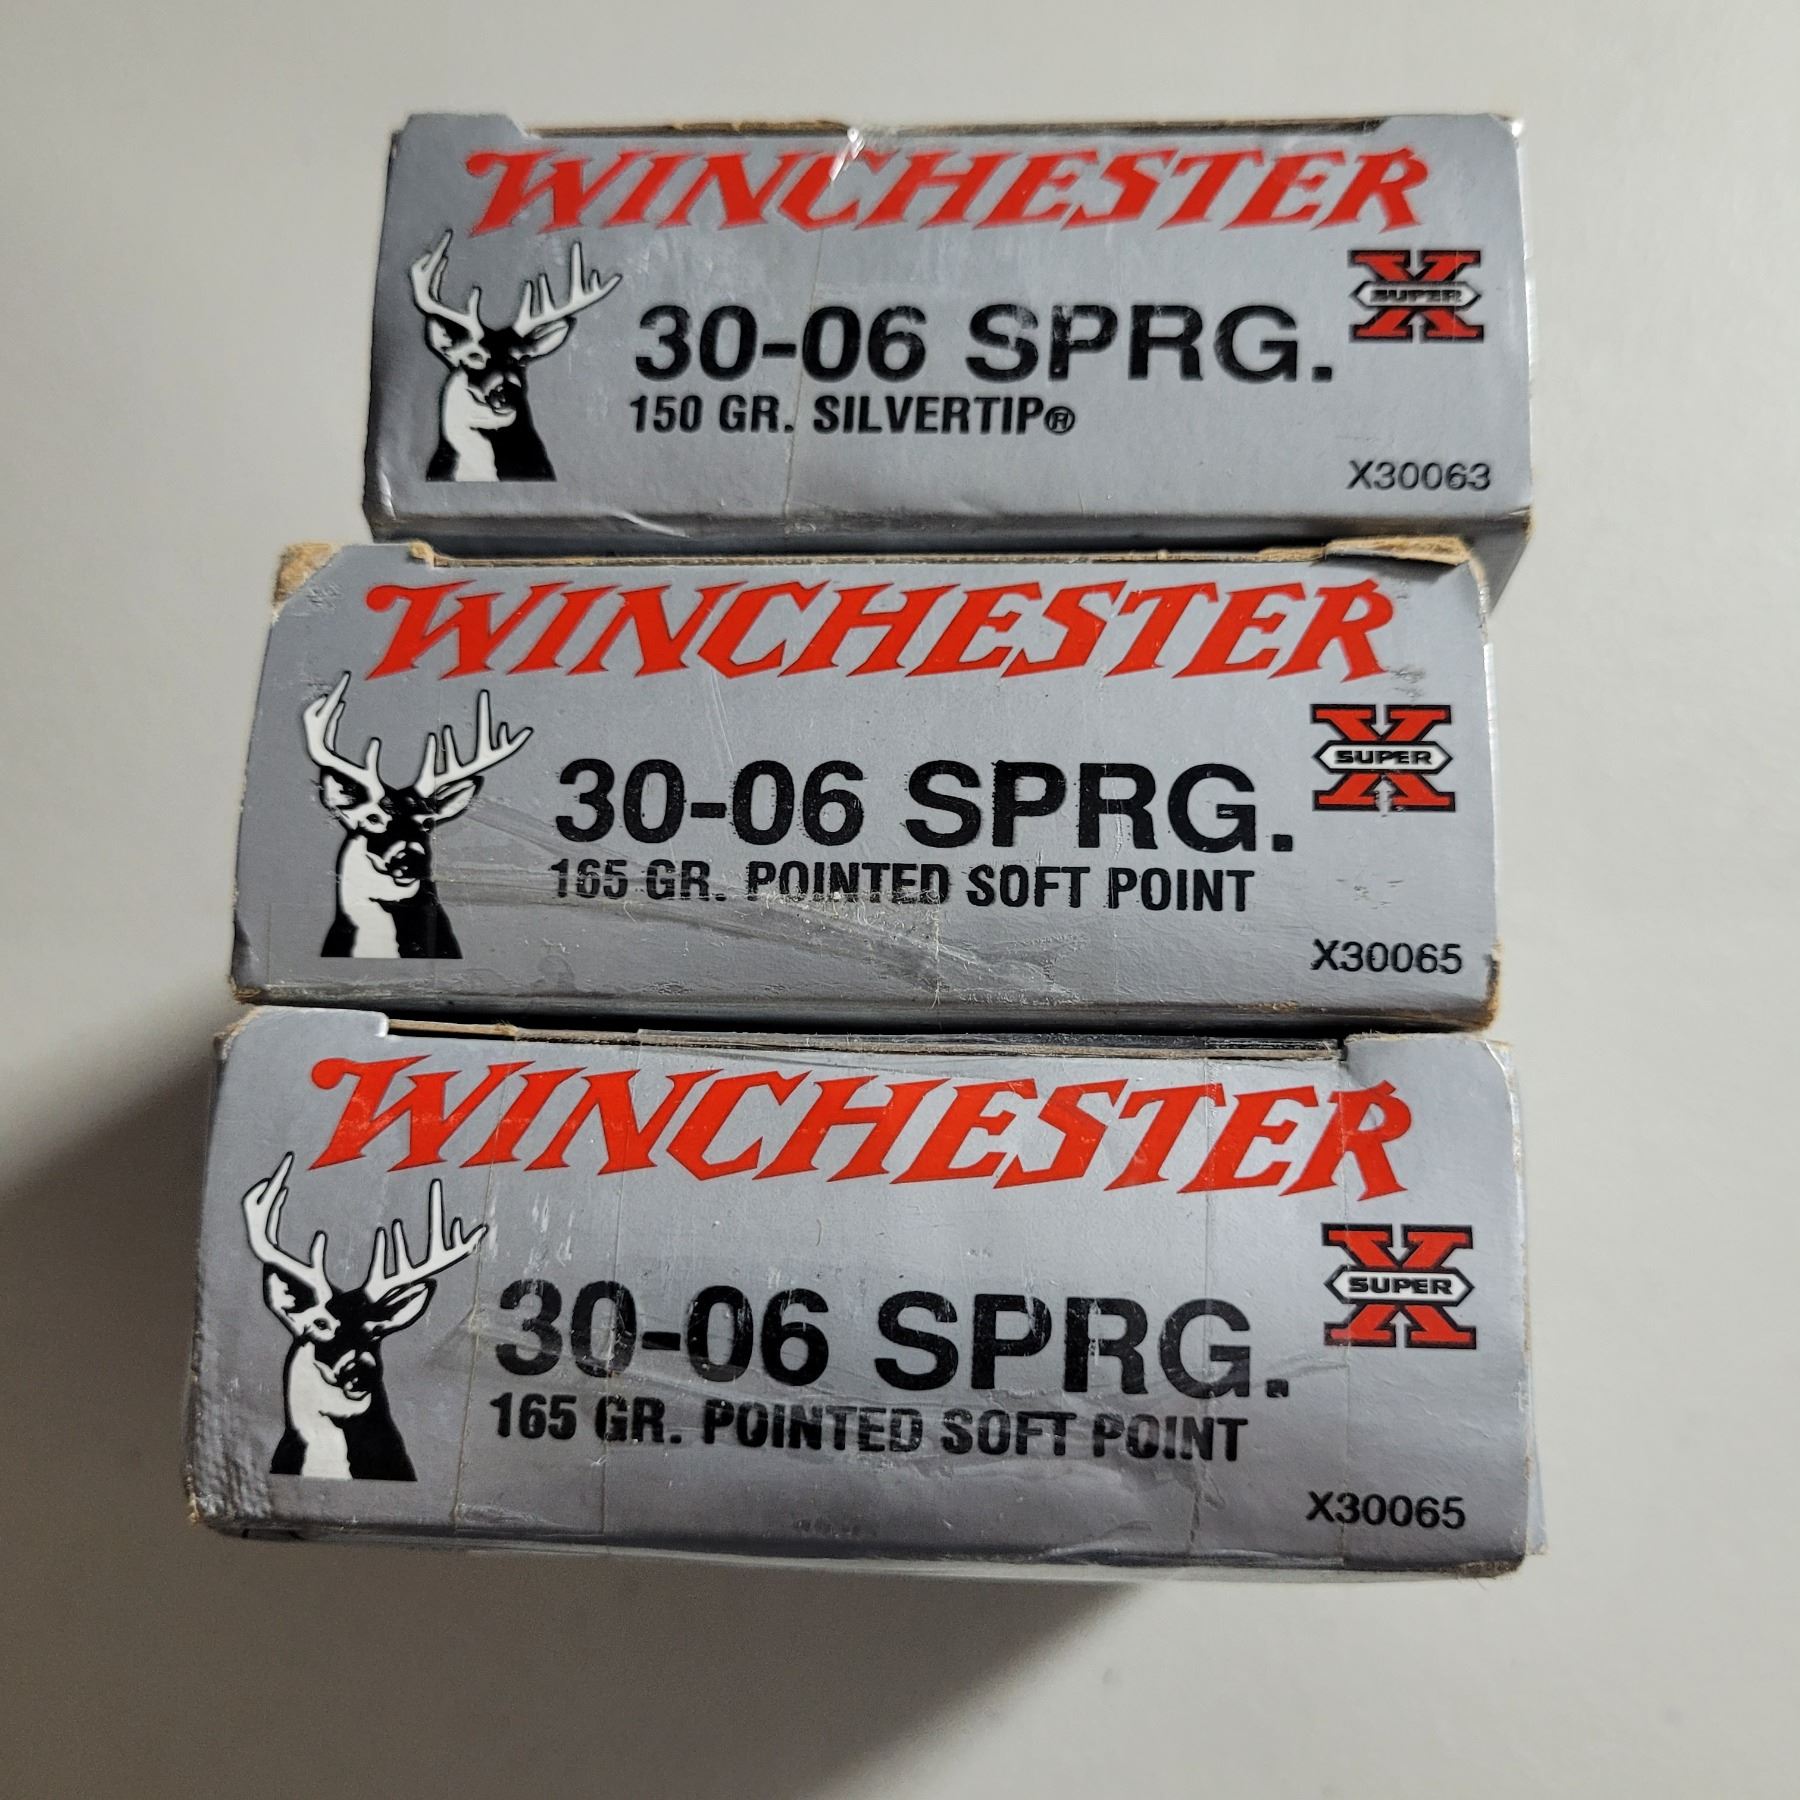 WINCHESTER
SUPER X
30-06 SPRG.
150 GR. SILVERTIP®
X30063
WINCHESTER
SUPER X
30-06 SPRG.
165 GR. POINTED SOFT POINT
X30065
WINCHESTER
SUPER X
30-06 SPRG.
165 GR. POINTED SOFT POINT
X30065